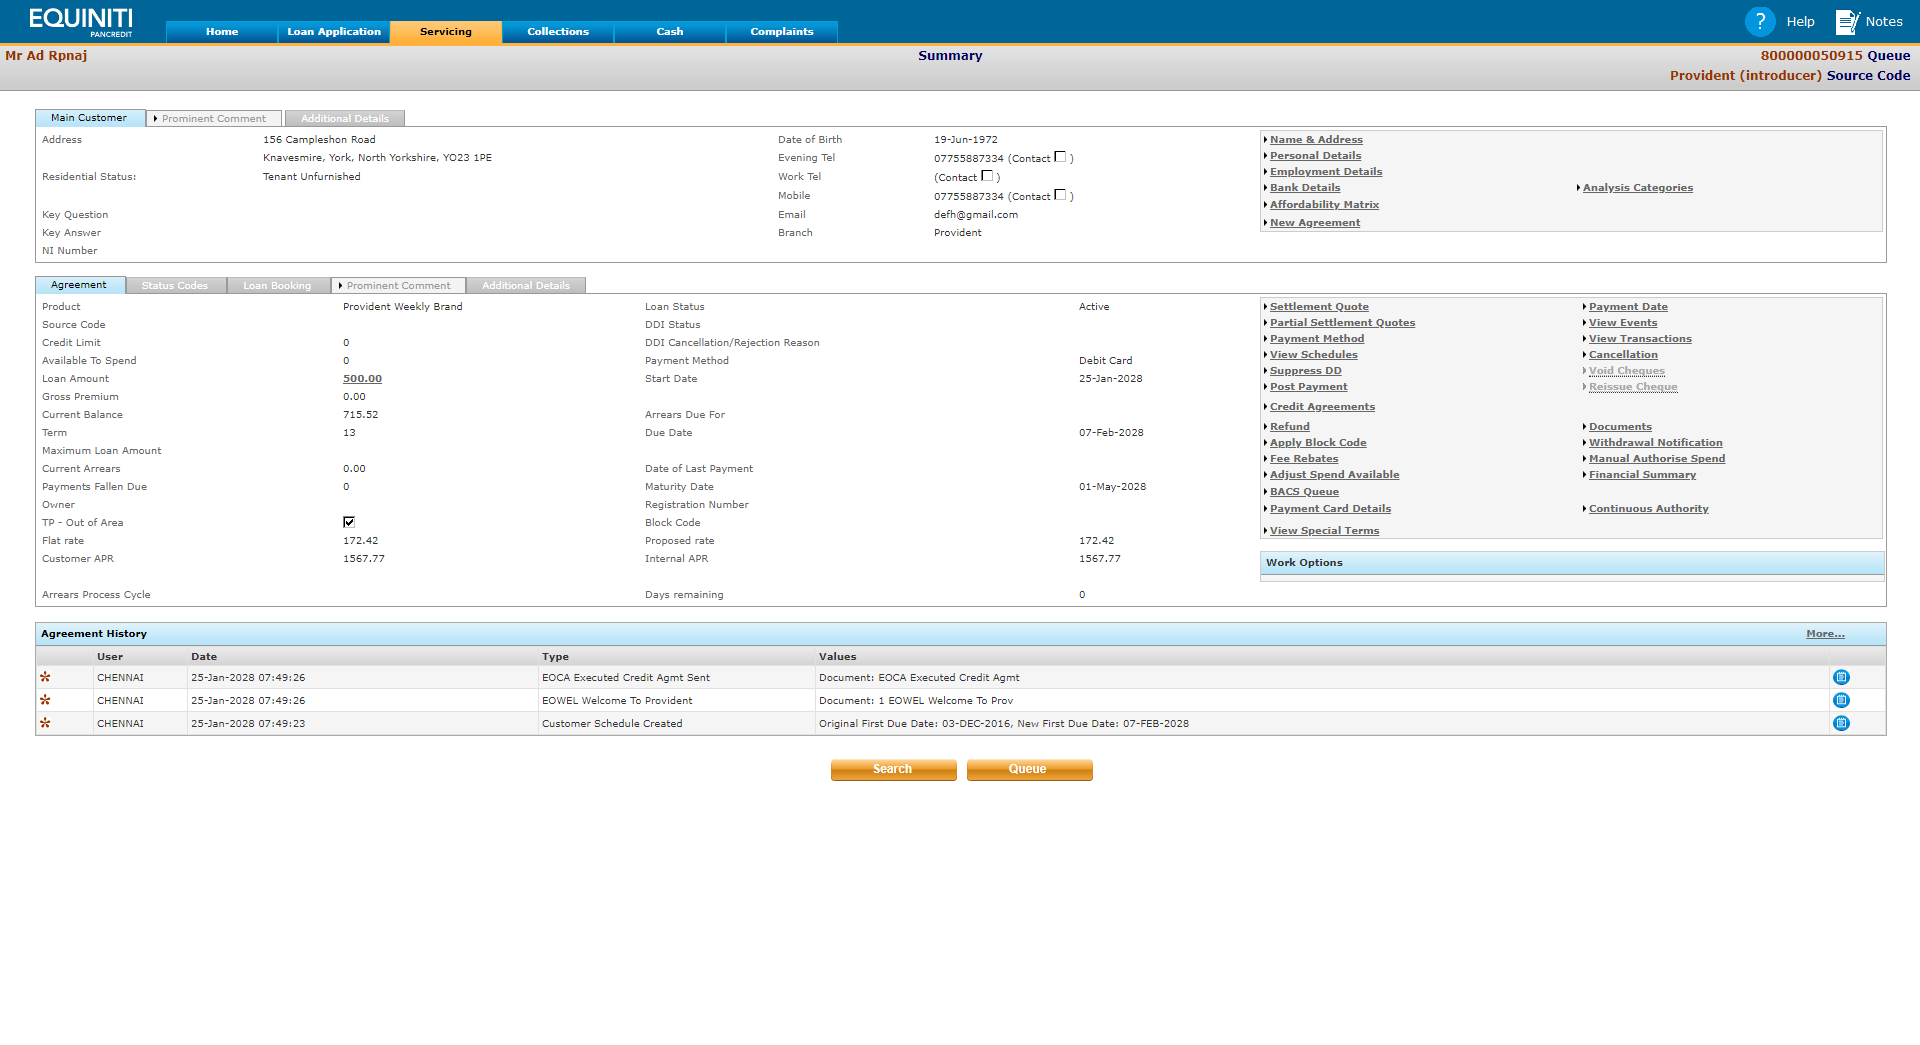 EQUINITI
PANCREDIT
Home Loan Application Servicing Collections Cash Complaints
? Help Notes
Mr Ad Rpnaj Summary 800000050915 Queue
Provident (introducer) Source Code
Main Customer Prominent Comment Additional Details
Address 156 Campleshon Road Date of Birth 19-Jun-1972 Name & Address
Knavesmire, York, North Yorkshire, YO23 1PE Evening Tel 07755887334 (Contact ) Personal Details
Residential Status: Tenant Unfurnished Work Tel (Contact ) Employment Details
Mobile 07755887334 (Contact ) Bank Details Analysis Categories
Key Question Email defh@gmail.com Affordability Matrix
Key Answer Branch Provident New Agreement
NI Number
Agreement Status Codes Loan Booking Prominent Comment Additional Details
Product Provident Weekly Brand Loan Status Active Settlement Quote Payment Date
Source Code DDI Status Partial Settlement Quotes View Events
Credit Limit 0 DDI Cancellation/Rejection Reason Payment Method View Transactions
Available To Spend 0 Payment Method Debit Card View Schedules Cancellation
Loan Amount 500.00 Start Date 25-Jan-2028 Suppress DD Void Cheques
Gross Premium 0.00 Post Payment Reissue Cheque
Current Balance 715.52 Arrears Due For Credit Agreements
Term 13 Due Date 07-Feb-2028 Refund Documents
Maximum Loan Amount Apply Block Code Withdrawal Notification
Current Arrears 0.00 Date of Last Payment Fee Rebates Manual Authorise Spend
Payments Fallen Due 0 Maturity Date 01-May-2028 Adjust Spend Available Financial Summary
Owner Registration Number BACS Queue
TP - Out of Area Block Code Payment Card Details Continuous Authority
Flat rate 172.42 Proposed rate 172.42 View Special Terms
Customer APR 1567.77 Internal APR 1567.77 Work Options
Arrears Process Cycle Days remaining 0
Agreement History More...
User Date Type Values
CHENNAI 25-Jan-2028 07:49:26 EOCA Executed Credit Agmt Sent Document: EOCA Executed Credit Agmt
CHENNAI 25-Jan-2028 07:49:26 EOWEL Welcome To Provident Document: 1 EOWEL Welcome To Prov
CHENNAI 25-Jan-2028 07:49:23 Customer Schedule Created Original First Due Date: 03-DEC-2016, New First Due Date: 07-FEB-2028
Search Queue